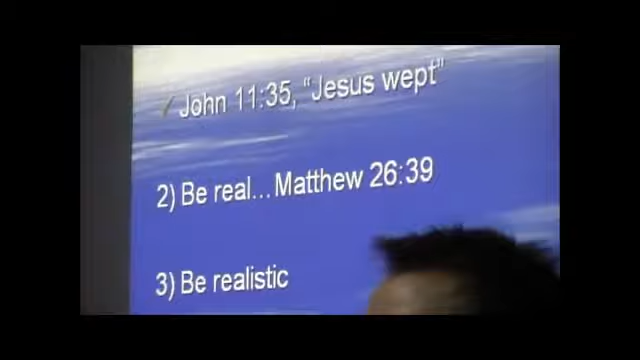 ✓ John 11:35, “Jesus wept”
2) Be real…Matthew 26:39
3) Be realistic